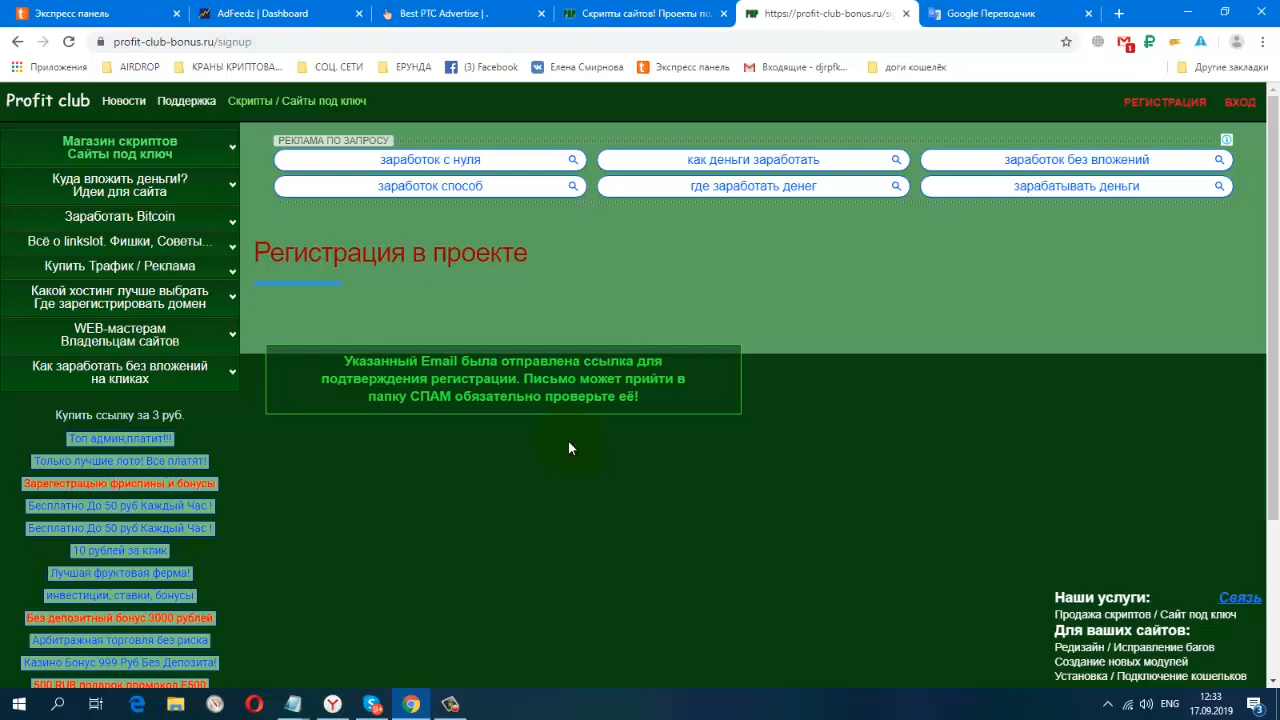 Экспресс панель
AdFeedz | Dashboard
Best PTC Advertise | .
Скрипты сайтов! Проекты по
https://profit-club-bonus.ru/si
Google Переводчик
profit-club-bonus.ru/signup
Приложения
AIRDROP
КРАНЫ КРИПТОВА...
СОЦ. СЕТИ
ЕРУНДА
(3) Facebook
Елена Смирнова
Экспресс панель
Входящие - djrpfk...
доги кошелёк
Другие закладки
Profit club
Новости
Поддержка
Скрипты / Сайты под ключ
РЕГИСТРАЦИЯ
ВХОД
Магазин скриптов
Сайты под ключ
Куда вложить деньги!?
Идеи для сайта
Заработать Bitcoin
Всё о linkslot. Фишки, Советы...
Купить Трафик / Реклама
Какой хостинг лучше выбрать
Где зарегистрировать домен
WEB-мастерам
Владельцам сайтов
Как заработать без вложений
на кликах
Купить ссылку за 3 руб.
Топ админ,платит!!!
Только лучшие лото! Все платят!
Зарегестрацыю фриспины и бонусы
Бесплатно До 50 руб Каждый Час !
Бесплатно До 50 руб Каждый Час !
10 рублей за клик
Лучшая фруктовая ферма!
инвестиции, ставки, бонусы
Без депозитный бонус 3000 рублей
Арбитражная торговля без риска
Казино Бонус 999 Руб Без Депозита!
500 RUB подарок промокод F500
РЕКЛАМА ПО ЗАПРОСУ
заработок с нуля
как деньги заработать
заработок без вложений
заработок способ
где заработать денег
зарабатывать деньги
Регистрация в проекте
Указанный Email была отправлена ссылка для
подтверждения регистрации. Письмо может прийти в
папку СПАМ обязательно проверьте её!
Наши услуги:
Связь
Продажа скриптов / Сайт под ключ
Для ваших сайтов:
Редизайн / Исправление багов
Создание новых модулей
Установка / Подключение кошельков
ENG
12:33
17.09.2019